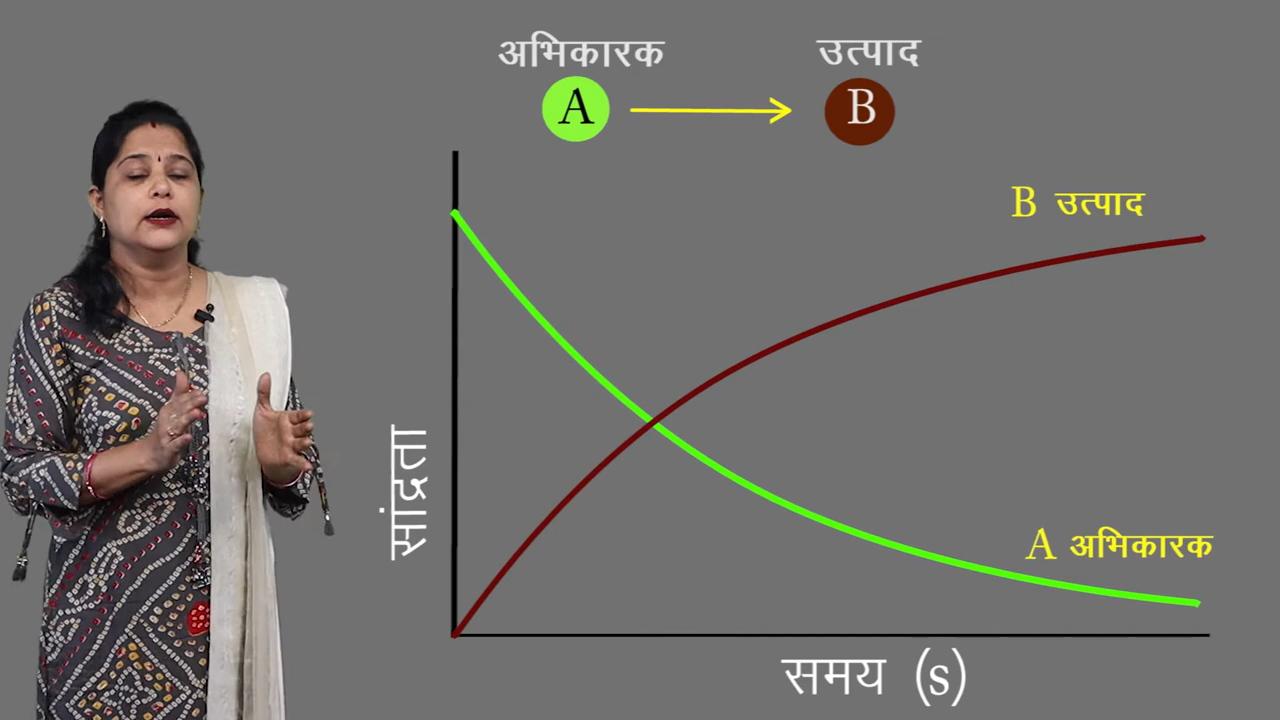 अभिकारक उत्पाद
A B
B उत्पाद
सांद्रता
A अभिकारक
समय (s)